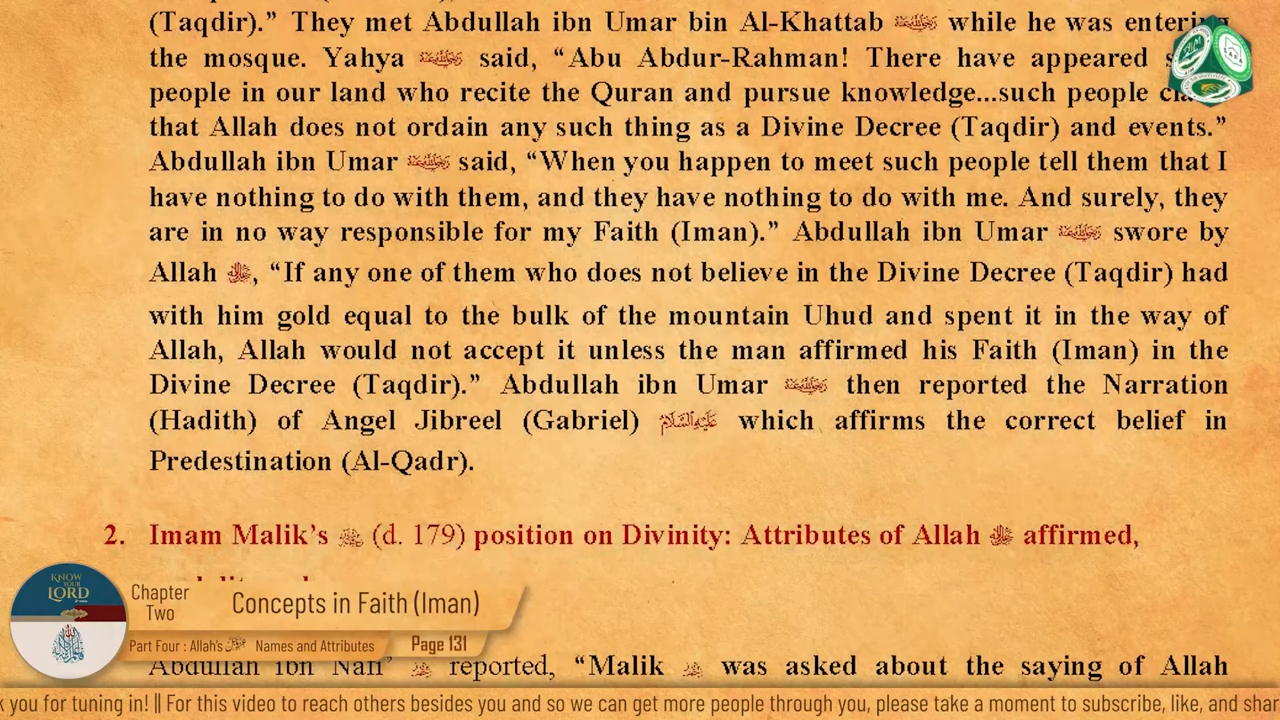 (Taqdir).” They met Abdullah ibn Umar bin Al-Khattab while he was entering
the mosque. Yahya said, “Abu Abdur-Rahman! There have appeared
people in our land who recite the Quran and pursue knowledge...such people
that Allah does not ordain any such thing as a Divine Decree (Taqdir) and events.”
Abdullah ibn Umar said, “When you happen to meet such people tell them that I
have nothing to do with them, and they have nothing to do with me. And surely, they
are in no way responsible for my Faith (Iman).” Abdullah ibn Umar swore by
Allah , “If any one of them who does not believe in the Divine Decree (Taqdir) had
with him gold equal to the bulk of the mountain Uhud and spent it in the way of
Allah, Allah would not accept it unless the man affirmed his Faith (Iman) in the
Divine Decree (Taqdir).” Abdullah ibn Umar then reported the Narration
(Hadith) of Angel Jibreel (Gabriel) which affirms the correct belief in
Predestination (Al-Qadr).
2. Imam Malik’s (d. 179) position on Divinity: Attributes of Allah affirmed,
KNOW
YOUR
LORD
Chapter
Two
Concepts in Faith (Iman)
Part Four : Allah’s Names and Attributes
Page 131
Abdullah ibn Nafi’ reported, “Malik was asked about the saying of Allah
you for tuning in! || For this video to reach others besides you and so we can get more people through you, please take a moment to subscribe, like, and